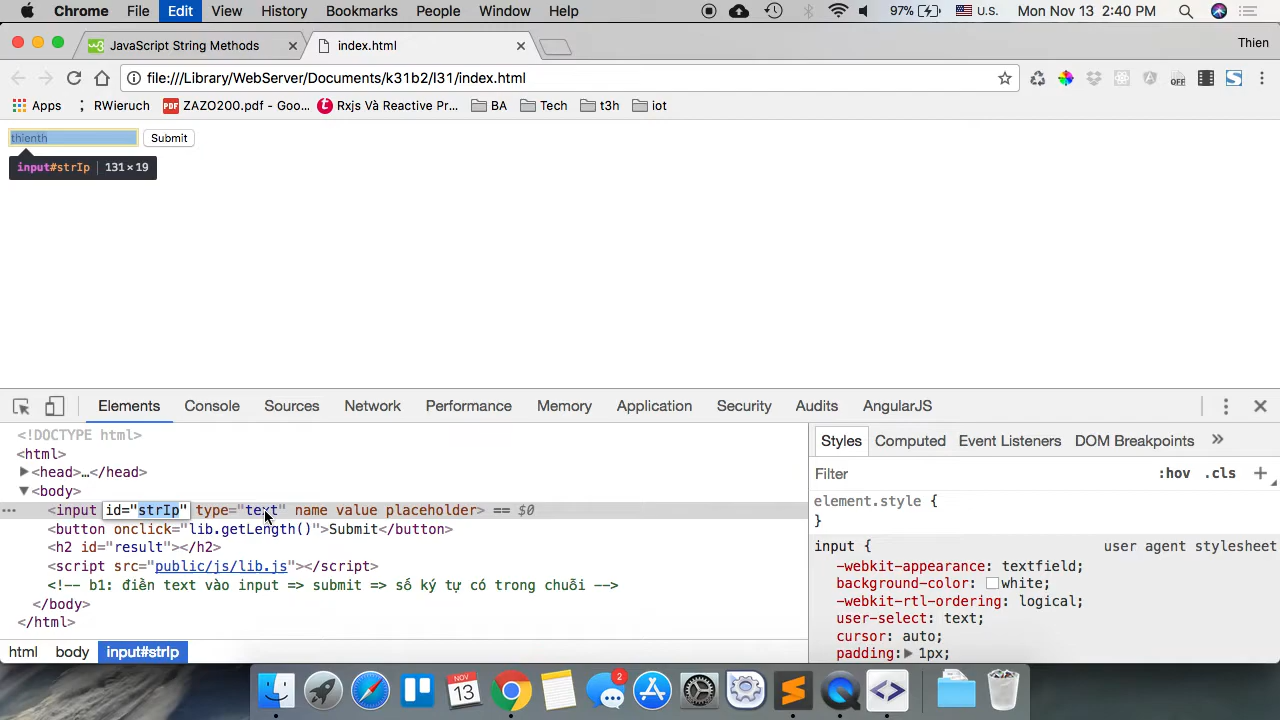 Chrome File Edit View History Bookmarks People Window Help 97% U.S. Mon Nov 13 2:40 PM
JavaScript String Methods index.html Thien
file:///Library/WebServer/Documents/k31b2/l31/index.html
Apps RWieruch ZAZO200.pdf - Goo... Rxjs Và Reactive Pr... BA Tech t3h iot
thienth Submit
input#strIp 131 × 19
Elements Console Sources Network Performance Memory Application Security Audits AngularJS
<!DOCTYPE html>
<html>
<head>…</head>
<body>
<input id="strIp" type="text" name value placeholder> == $0
<button onclick="lib.getLength()">Submit</button>
<h2 id="result"></h2>
<script src="public/js/lib.js"></script>
<!-- b1: điền text vào input => submit => số ký tự có trong chuỗi -->
</body>
</html>
html body input#strIp
Styles Computed Event Listeners DOM Breakpoints »
Filter :hov .cls +
element.style {
}
input { user agent stylesheet
-webkit-appearance: textfield;
background-color: white;
-webkit-rtl-ordering: logical;
user-select: text;
cursor: auto;
padding: 1px;
NOV 13 2